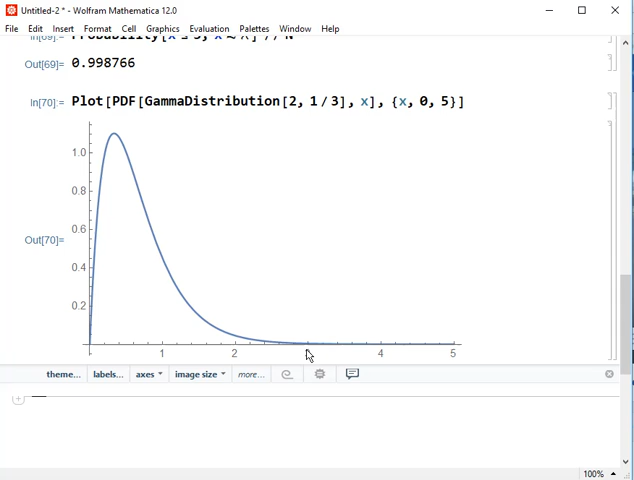 Untitled-2 * - Wolfram Mathematica 12.0
File Edit Insert Format Cell Graphics Evaluation Palettes Window Help
Out[69]= 0.998766
In[70]:= Plot[PDF[GammaDistribution[2, 1/3], x], {x, 0, 5}]
1.0
0.8
0.6
Out[70]=
0.4
0.2
1 2 4 5
theme... labels... axes image size more...
100%